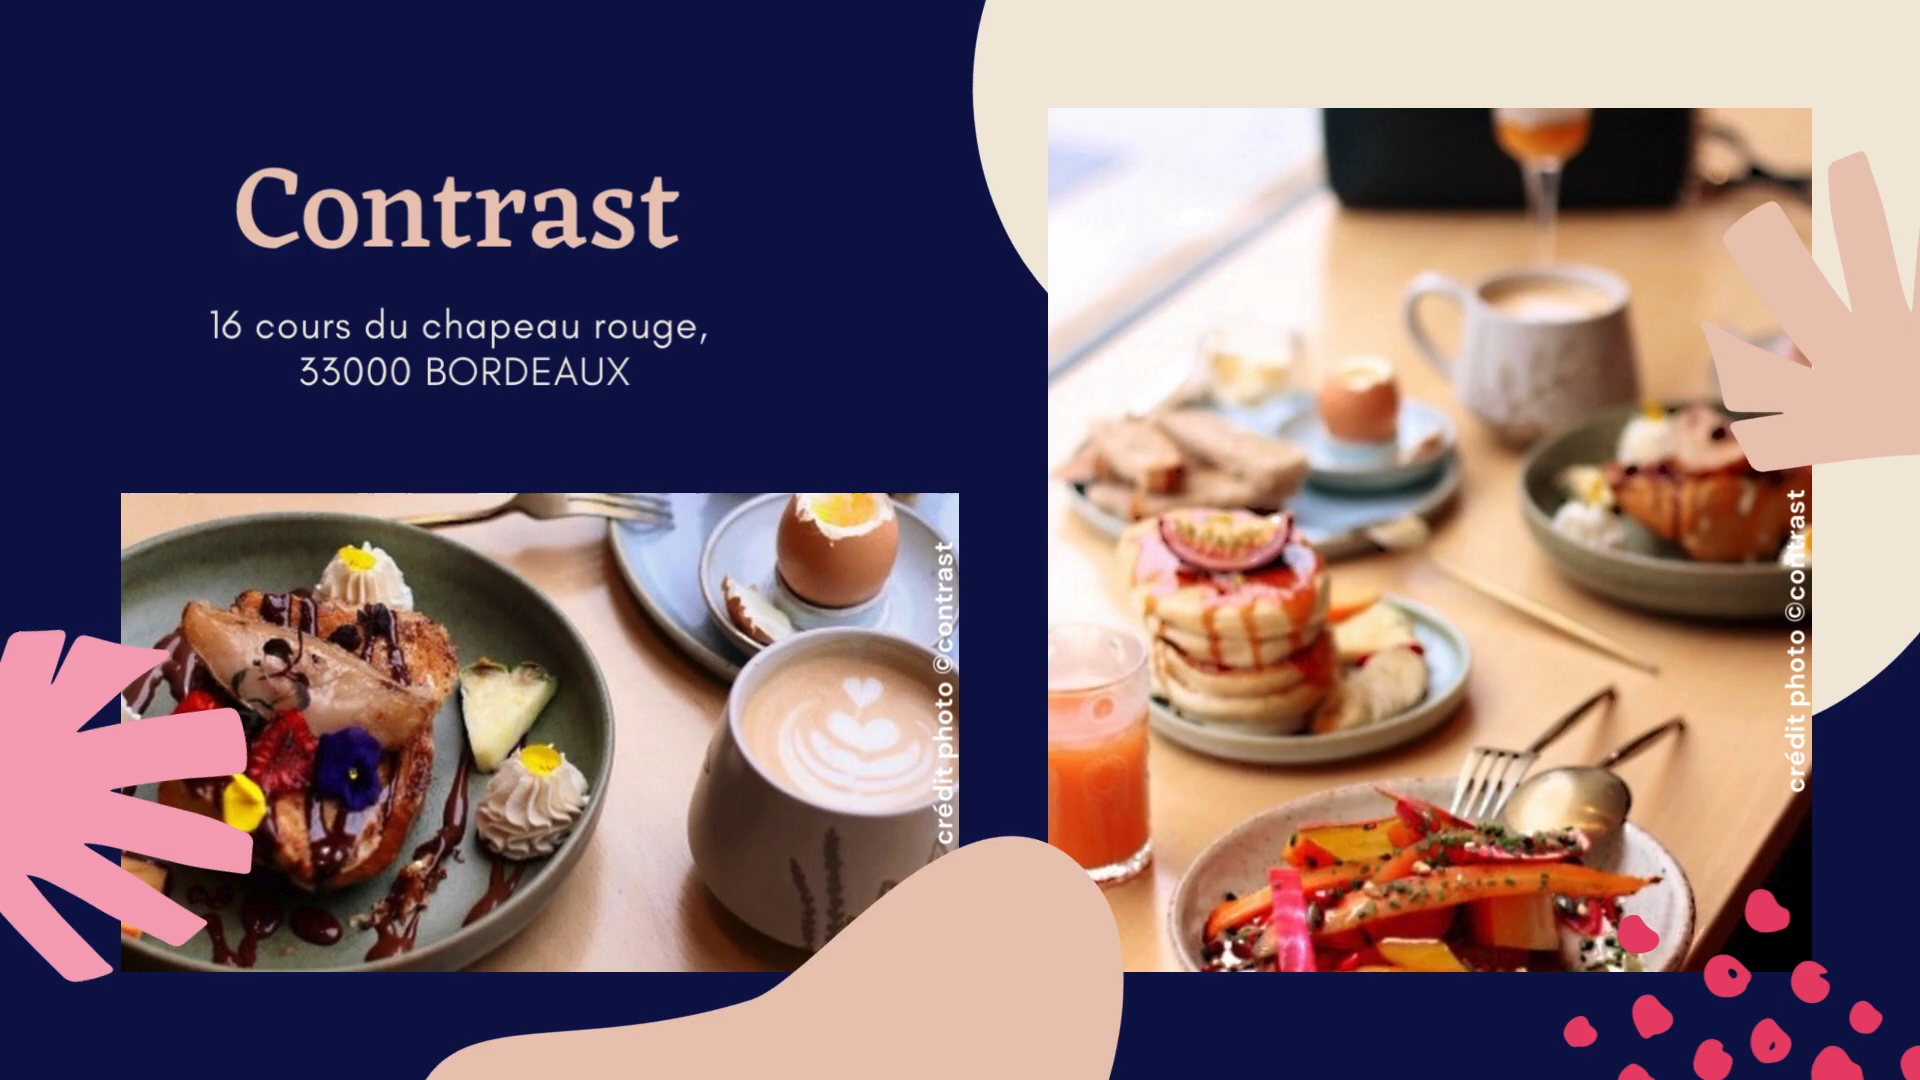 Contrast
16 cours du chapeau rouge,
33000 BORDEAUX
crédit photo ©contrast
crédit photo ©contrast